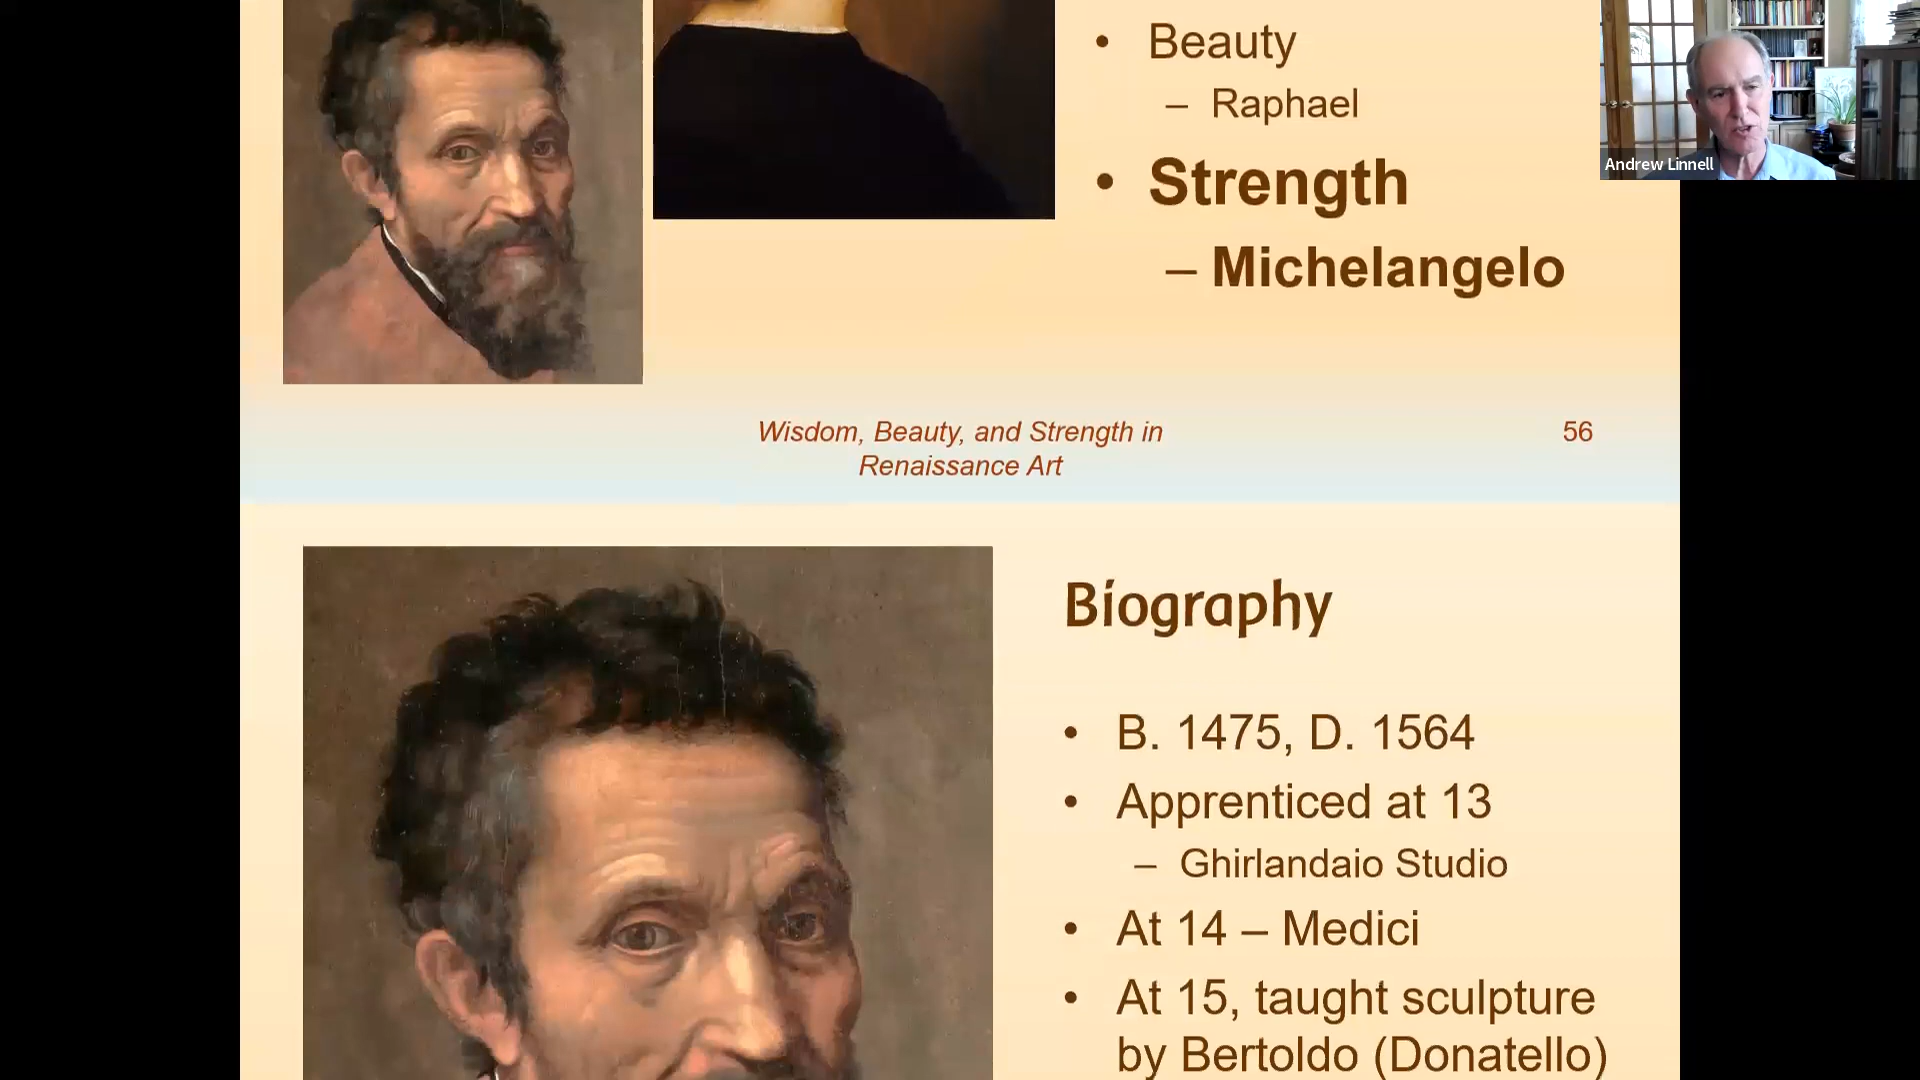 • Beauty
– Raphael
• Strength
– Michelangelo
Andrew Linnell
Wisdom, Beauty, and Strength in
Renaissance Art
56
Biography
• B. 1475, D. 1564
• Apprenticed at 13
– Ghirlandaio Studio
• At 14 – Medici
• At 15, taught sculpture
by Bertoldo (Donatello)